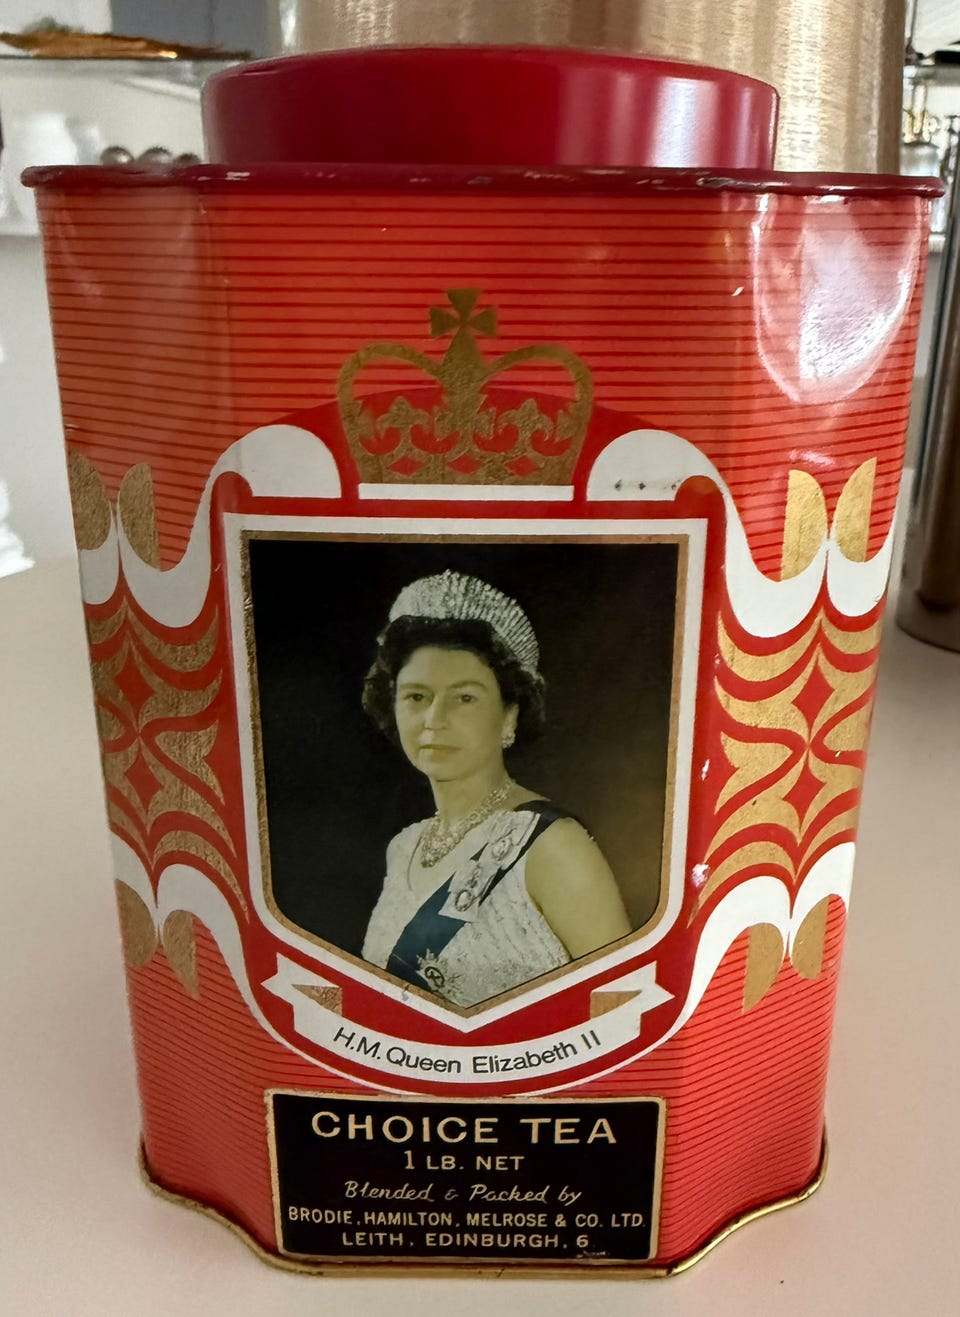 H.M. Queen Elizabeth II
CHOICE TEA
1 LB. NET
Blended & Packed by
BRODIE, HAMILTON, MELROSE & CO. LTD.
LEITH, EDINBURGH, 6